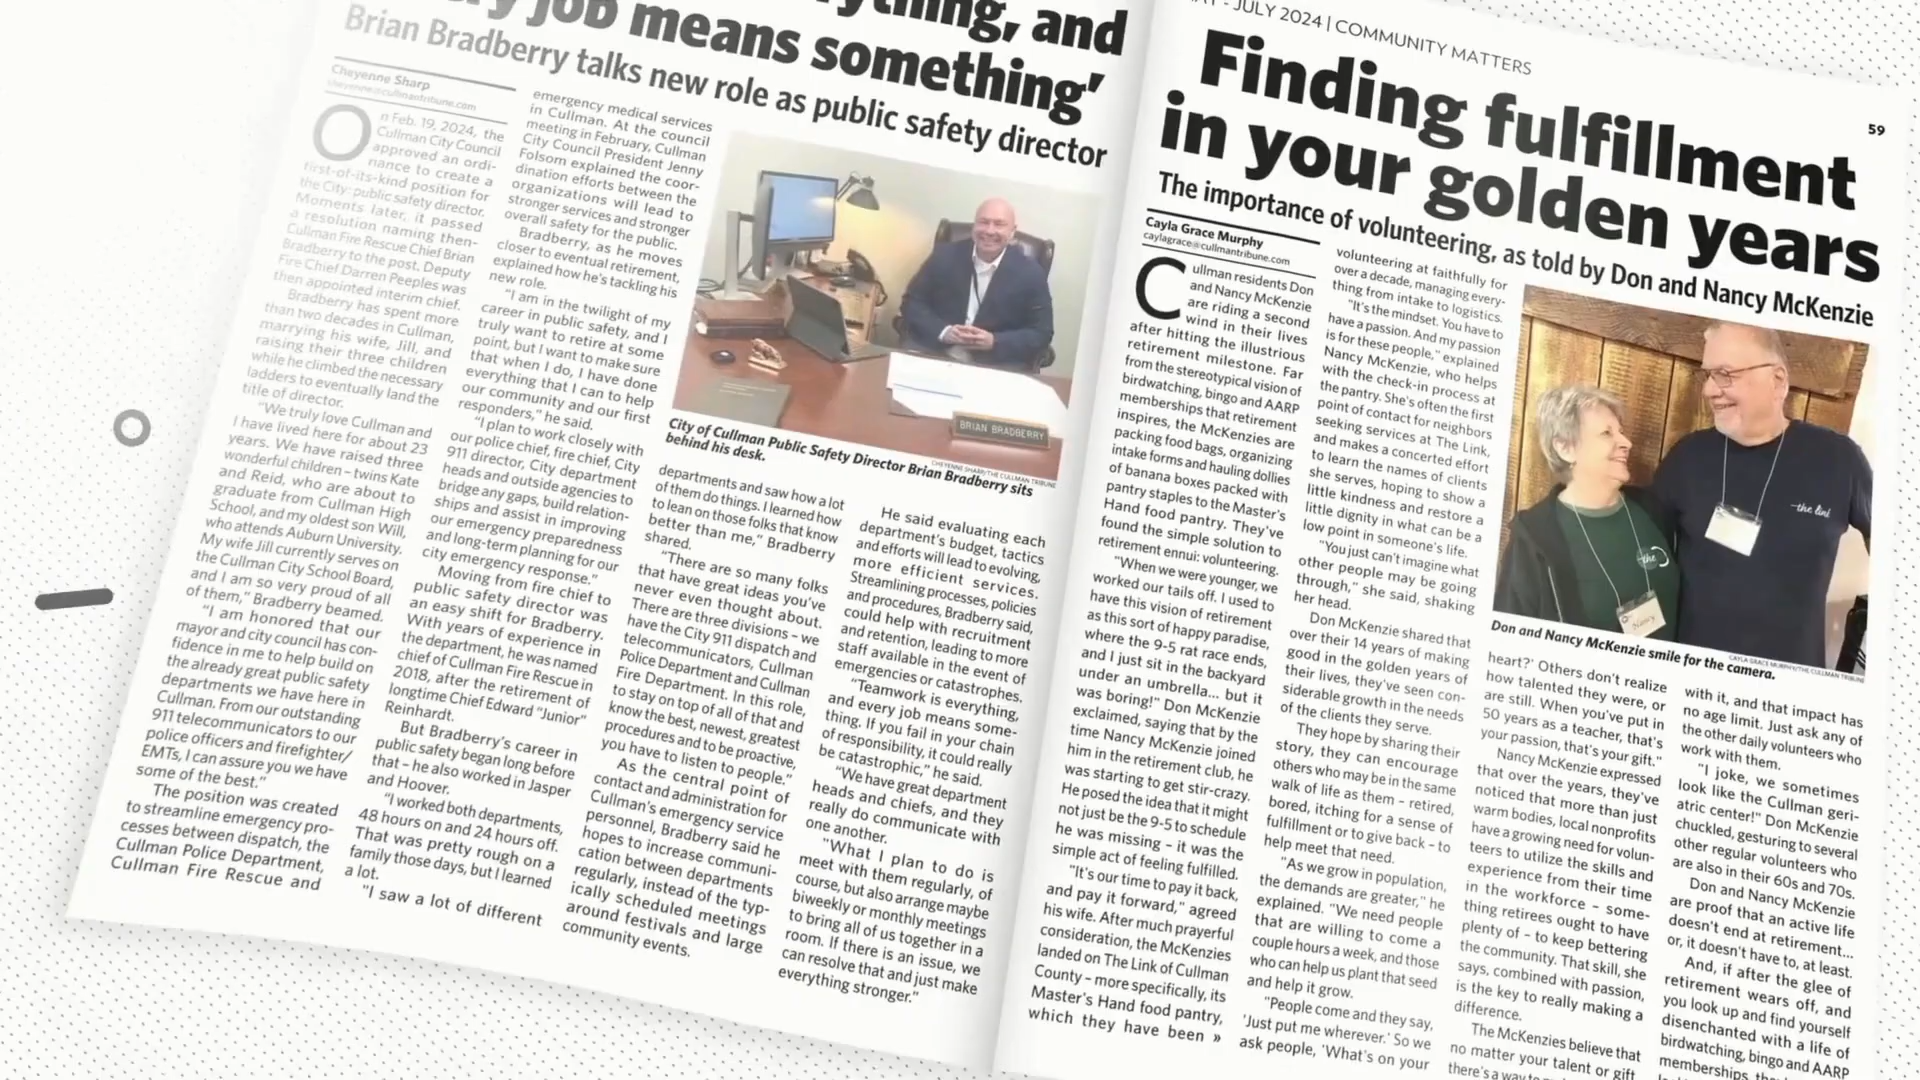 ything, and
ry job means something’
Brian Bradberry talks new role as public safety director
Cheyenne Sharp
cheyenne@cullmantribune.com
On Feb. 19, 2024, the
Cullman City Council
approved an ordi-
nance to create a
first-of-its-kind position for
the City: public safety director.
Moments later, it passed
a resolution naming then-
Cullman Fire Rescue Chief Brian
Bradberry to the post. Deputy
Fire Chief Darren Peeples was
then appointed interim chief.
Bradberry has spent more
than two decades in Cullman,
marrying his wife, Jill, and
raising their three children
while he climbed the necessary
ladders to eventually land the
title of director.
“We truly love Cullman and
I have lived here for about 23
years. We have raised three
wonderful children – twins Kate
and Reid, who are about to
graduate from Cullman High
School, and my oldest son Will,
who attends Auburn University.
My wife Jill currently serves on
the Cullman City School Board,
and I am so very proud of all
of them,” Bradberry beamed.
“I am honored that our
mayor and city council has con-
fidence in me to help build on
the already great public safety
departments we have here in
Cullman. From our outstanding
911 telecommunicators to our
police officers and firefighter/
EMTs, I can assure you we have
some of the best.”
The position was created
to streamline emergency pro-
cesses between dispatch, the
Cullman Police Department,
Cullman Fire Rescue and
emergency medical services
in Cullman. At the council
meeting in February, Cullman
City Council President Jenny
Folsom explained the coor-
dination efforts between the
organizations will lead to
stronger services and stronger
overall safety for the public.
Bradberry, as he moves
closer to eventual retirement,
explained how he’s tackling his
new role.
“I am in the twilight of my
career in public safety, and I
truly want to retire at some
point, but I want to make sure
that when I do, I have done
everything that I can to help
our community and our first
responders,” he said.
“I plan to work closely with
our police chief, fire chief, City
911 director, City department
heads and outside agencies to
bridge any gaps, build relation-
ships and assist in improving
our emergency preparedness
and long-term planning for our
city emergency response.”
Moving from fire chief to
public safety director was
an easy shift for Bradberry.
With years of experience in
the department, he was named
chief of Cullman Fire Rescue in
2018, after the retirement of
longtime Chief Edward “Junior”
Reinhardt.
But Bradberry’s career in
public safety began long before
that – he also worked in Jasper
and Hoover.
“I worked both departments,
48 hours on and 24 hours off.
That was pretty rough on a
family those days, but I learned
a lot.
“I saw a lot of different
BRIAN BRADBERRY
CHEYENNE SHARP/THE CULLMAN TRIBUNE
City of Cullman Public Safety Director Brian Bradberry sits
behind his desk.
departments and saw how a lot
of them do things. I learned how
to lean on those folks that know
better than me,” Bradberry
shared.
“There are so many folks
that have great ideas you’ve
never even thought about.
There are three divisions – we
have the City 911 dispatch and
telecommunicators, Cullman
Police Department and Cullman
Fire Department. In this role,
to stay on top of all of that and
know the best, newest, greatest
procedures and to be proactive,
you have to listen to people.”
As the central point of
contact and administration for
Cullman’s emergency service
personnel, Bradberry said he
hopes to increase communi-
cation between departments
regularly, instead of the typ-
ically scheduled meetings
around festivals and large
community events.
He said evaluating each
department’s budget, tactics
and efforts will lead to evolving,
more efficient services.
Streamlining processes, policies
and procedures, Bradberry said,
could help with recruitment
and retention, leading to more
staff available in the event of
emergencies or catastrophes.
“Teamwork is everything,
and every job means some-
thing. If you fail in your chain
of responsibility, it could really
be catastrophic,” he said.
“We have great department
heads and chiefs, and they
really do communicate with
one another.
“What I plan to do is
meet with them regularly, of
course, but also arrange maybe
biweekly or monthly meetings
to bring all of us together in a
room. If there is an issue, we
can resolve that and just make
everything stronger.”
- JULY 2024 | COMMUNITY MATTERS
59
Finding fulfillment
in your golden years
The importance of volunteering, as told by Don and Nancy McKenzie
Cayla Grace Murphy
caylagrace@cullmantribune.com
Cullman residents Don
and Nancy McKenzie
are riding a second
wind in their lives
after hitting the illustrious
retirement milestone. Far
from the stereotypical vision of
birdwatching, bingo and AARP
memberships that retirement
inspires, the McKenzies are
packing food bags, organizing
intake forms and hauling dollies
of banana boxes packed with
pantry staples to the Master’s
Hand food pantry. They’ve
found the simple solution to
retirement ennui: volunteering.
“When we were younger, we
worked our tails off. I used to
have this vision of retirement
as this sort of happy paradise,
where the 9-5 rat race ends,
and I just sit in the backyard
under an umbrella... but it
was boring!” Don McKenzie
exclaimed, saying that by the
time Nancy McKenzie joined
him in the retirement club, he
was starting to get stir-crazy.
He posed the idea that it might
not just be the 9-5 to schedule
he was missing – it was the
simple act of feeling fulfilled.
“It’s our time to pay it back,
and pay it forward,” agreed
his wife. After much prayerful
consideration, the McKenzies
landed on The Link of Cullman
County – more specifically, its
Master’s Hand food pantry,
which they have been »
volunteering at faithfully for
over a decade, managing every-
thing from intake to logistics.
“It’s the mindset. You have to
have a passion. And my passion
is for these people,” explained
Nancy McKenzie, who helps
with the check-in process at
the pantry. She’s often the first
point of contact for neighbors
seeking services at The Link,
and makes a concerted effort
to learn the names of clients
she serves, hoping to show a
little kindness and restore a
little dignity in what can be a
low point in someone’s life.
“You just can’t imagine what
other people may be going
through,” she said, shaking
her head.
Don McKenzie shared that
over their 14 years of making
good in the golden years of
their lives, they’ve seen con-
siderable growth in the needs
of the clients they serve.
They hope by sharing their
story, they can encourage
others who may be in the same
walk of life as them – retired,
bored, itching for a sense of
fulfillment or to give back – to
help meet that need.
“As we grow in population,
the demands are greater,” he
explained. “We need people
that are willing to come a
couple hours a week, and those
who can help us plant that seed
and help it grow.
“People come and they say,
‘Just put me wherever.’ So we
ask people, ‘What’s on your
the
Nancy
the link
CAYLA GRACE MURPHY/THE CULLMAN TRIBUNE
Don and Nancy McKenzie smile for the camera.
heart?’ Others don’t realize
how talented they were, or
are still. When you’ve put in
50 years as a teacher, that’s
your passion, that’s your gift.”
Nancy McKenzie expressed
that over the years, they’ve
noticed that more than just
warm bodies, local nonprofits
have a growing need for volun-
teers to utilize the skills and
experience from their time
in the workforce – some-
thing retirees ought to have
plenty of – to keep bettering
the community. That skill, she
says, combined with passion,
is the key to really making a
difference.
The McKenzies believe that
no matter your talent or gift
there’s a way to
with it, and that impact has
no age limit. Just ask any of
the other daily volunteers who
work with them.
“I joke, we sometimes
look like the Cullman geri-
atric center!” Don McKenzie
chuckled, gesturing to several
other regular volunteers who
are also in their 60s and 70s.
Don and Nancy McKenzie
are proof that an active life
doesn’t end at retirement...
or, it doesn’t have to, at least.
And, if after the glee of
retirement wears off, and
you look up and find yourself
disenchanted with a life of
birdwatching, bingo and AARP
memberships,